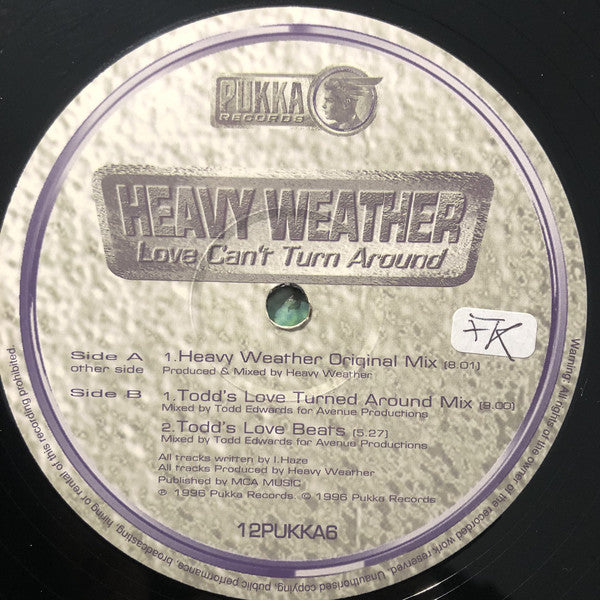 PUKKA
RECORDS
HEAVY WEATHER
Love Can't Turn Around
Side A 1.Heavy Weather Original Mix (8.01)
other side Produced & Mixed by Heavy Weather
Side B 1.Todd's Love Turned Around Mix (9.00)
Mixed by Todd Edwards for Avenue Productions
2.Todd's Love Beats (5.27)
Mixed by Todd Edwards for Avenue Productions
All tracks written by I.Haze
All tracks Produced by Heavy Weather
Published by MCA MUSIC
℗ 1996 Pukka Records. © 1996 Pukka Records
12PUKKA6
Warning: All rights of the owner of the recorded work reserved. Unauthorised copying, public performance, broadcasting, hiring or rental of this recording prohibited.